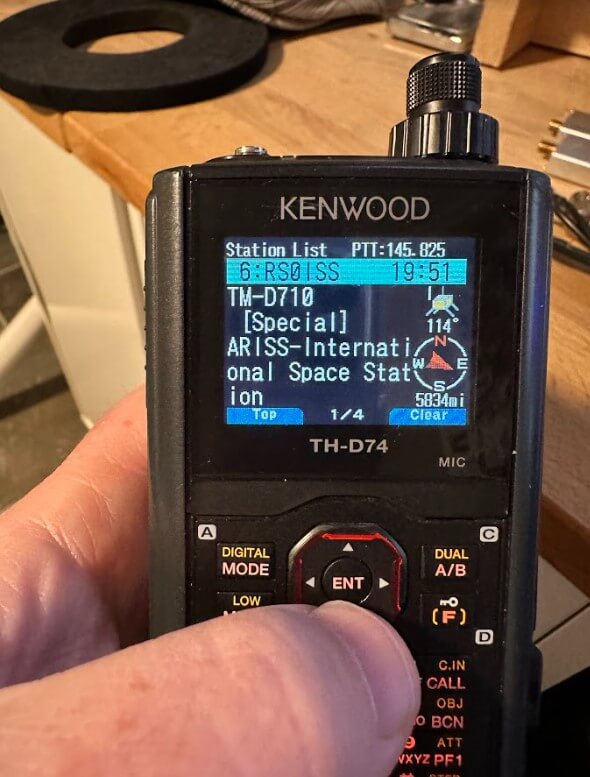 KENWOOD
Station List PTT:145.825
6:RS0ISS 19:51
TM-D710
[Special]
114°
ARISS-Internati
N
W E
onal Space Stat
S
ion 5834mi
Top 1/4 Clear
TH-D74
MIC
A C
DIGITAL DUAL
MODE ENT A/B
LOW
(F)
D
C.IN
CALL
OBJ
BCN
ATT
WXYZ PF1